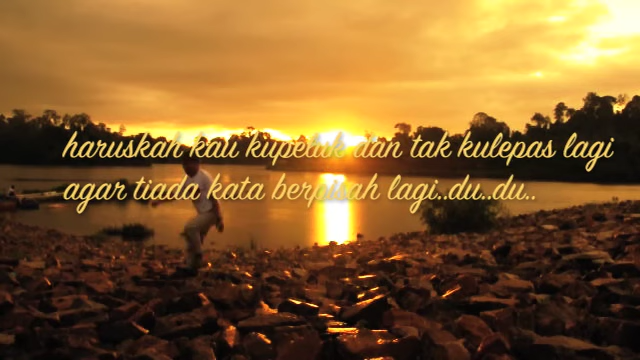 haruskah kau kupeluk dan tak kulepas lagi
agar tiada kata berpisah lagi..du..du..